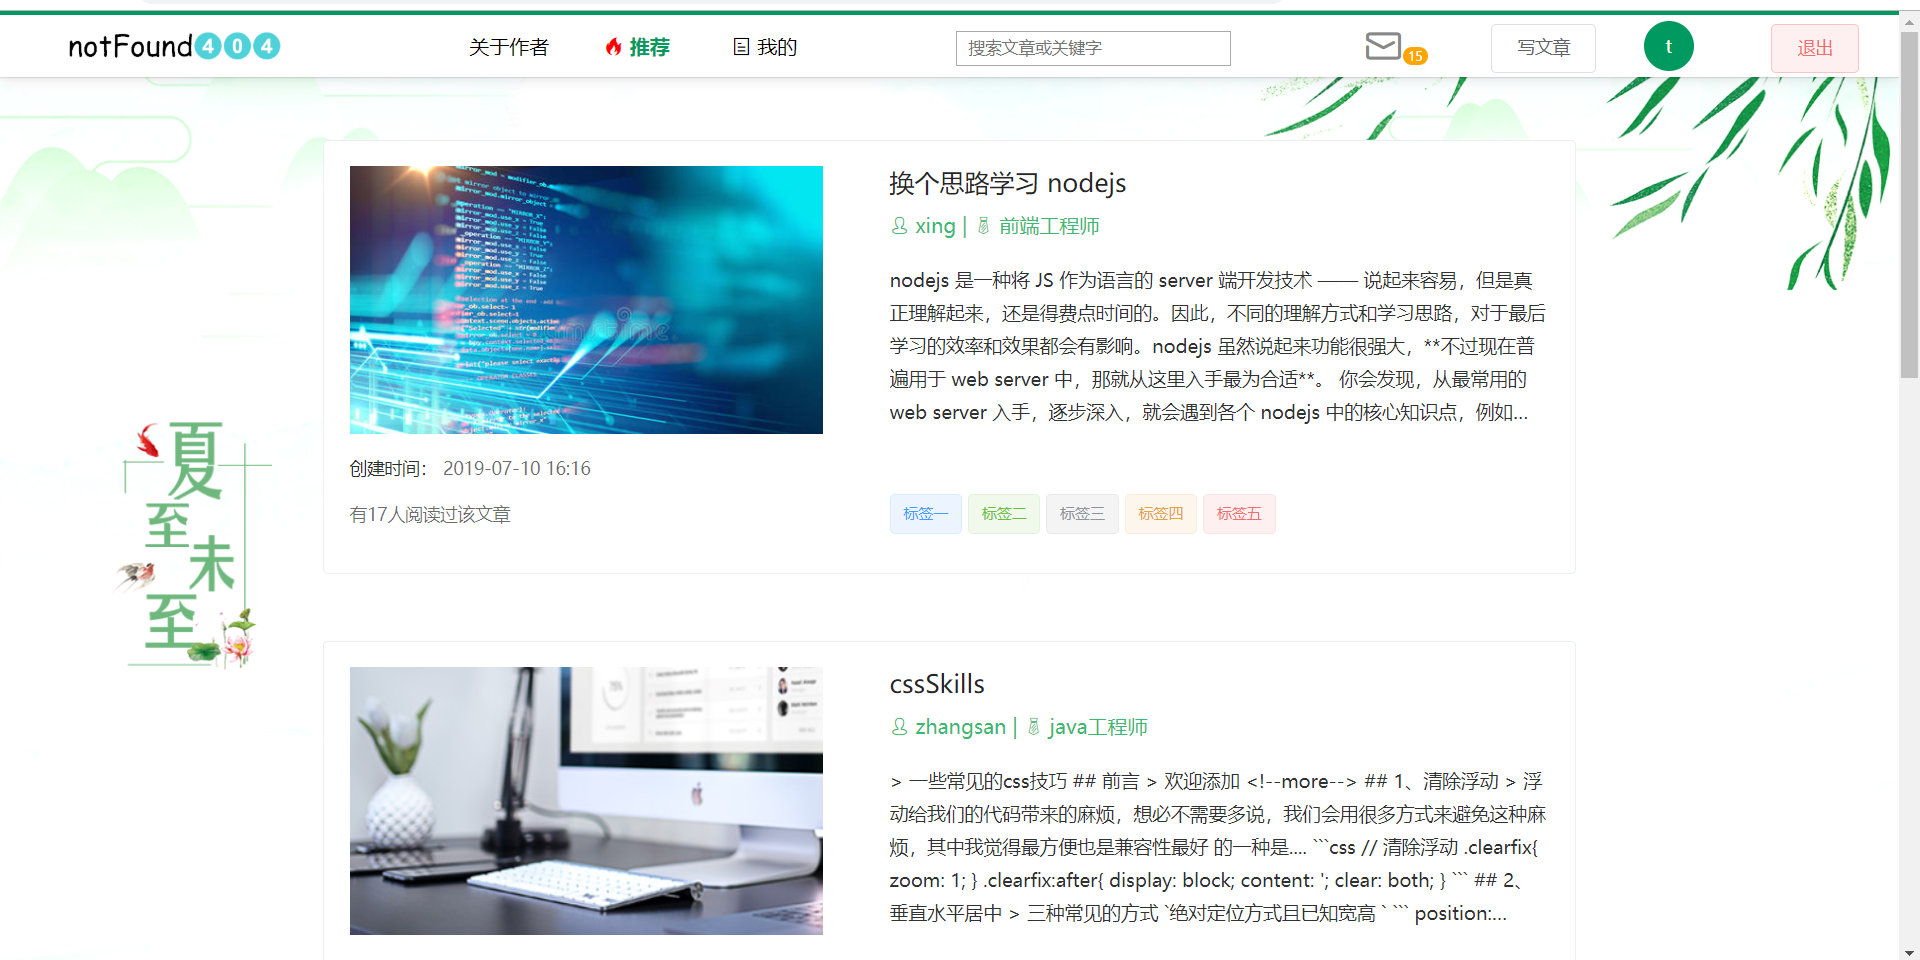 notFound404
关于作者
推荐
我的
搜索文章或关键字
15
写文章
t
退出
换个思路学习 nodejs
xing | 前端工程师
nodejs 是一种将 JS 作为语言的 server 端开发技术 —— 说起来容易，但是真
正理解起来，还是得费点时间的。因此，不同的理解方式和学习思路，对于最后
学习的效率和效果都会有影响。nodejs 虽然说起来功能很强大，**不过现在普
遍用于 web server 中，那就从这里入手最为合适**。 你会发现，从最常用的
web server 入手，逐步深入，就会遇到各个 nodejs 中的核心知识点，例如...
创建时间： 2019-07-10 16:16
有17人阅读过该文章
标签一
标签二
标签三
标签四
标签五
夏
至
未
至
cssSkills
zhangsan | java工程师
> 一些常见的css技巧 ## 前言 > 欢迎添加 <!--more--> ## 1、清除浮动 > 浮
动给我们的代码带来的麻烦，想必不需要多说，我们会用很多方式来避免这种麻
烦，其中我觉得最方便也是兼容性最好 的一种是.... ```css // 清除浮动 .clearfix{
zoom: 1; } .clearfix:after{ display: block; content: '; clear: both; } ``` ## 2、
垂直水平居中 > 三种常见的方式 `绝对定位方式且已知宽高 ` ``` position:...